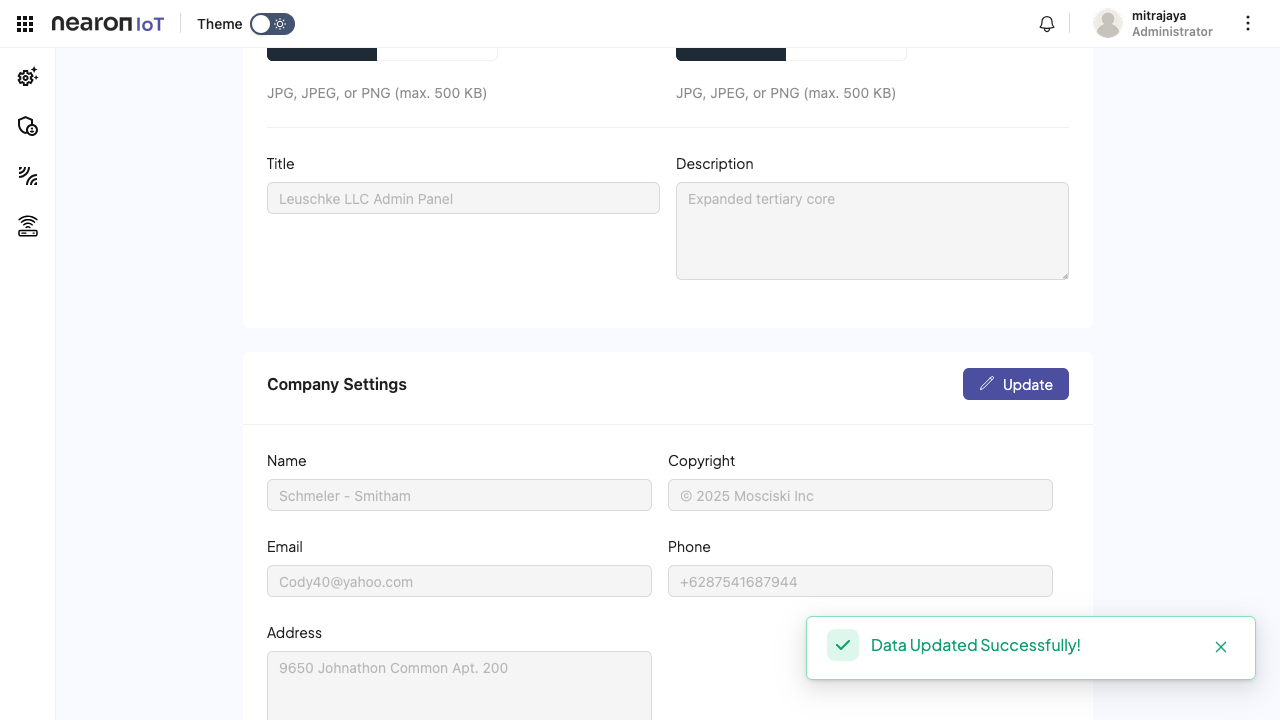 nearon IoT
Theme
mitrajaya
Administrator
JPG, JPEG, or PNG (max. 500 KB)
JPG, JPEG, or PNG (max. 500 KB)
Title
Description
Leuschke LLC Admin Panel
Expanded tertiary core
Company Settings
Update
Name
Copyright
Schmeler - Smitham
© 2025 Mosciski Inc
Email
Phone
Cody40@yahoo.com
+6287541687944
Address
9650 Johnathon Common Apt. 200
Data Updated Successfully!